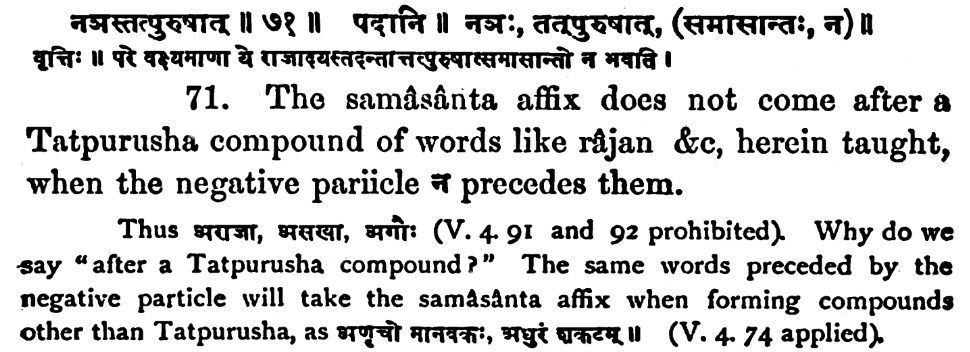 नञस्तत्पुरुषात् ॥ ७१ ॥ पदानि ॥ नञः, तत्पुरुषात्, (समासान्तः, न) ॥
वृत्तिः ॥ परे वक्ष्यमाणा ये राजादयस्तदन्तात्तत्पुरुषात्समासान्तो न भवति ।
71. The samâsânta affix does not come after a
Tatpurusha compound of words like râjan &c, herein taught,
when the negative pariicle न precedes them.
Thus अराजा, असखा, अगौः (V. 4. 91 and 92 prohibited). Why do we
say “after a Tatpurusha compound?” The same words preceded by the
negative particle will take the samâsânta affix when forming compounds
other than Tatpurusha, as अनृचो मानवकः, अधुरं शकटम् ॥ (V. 4. 74 applied).